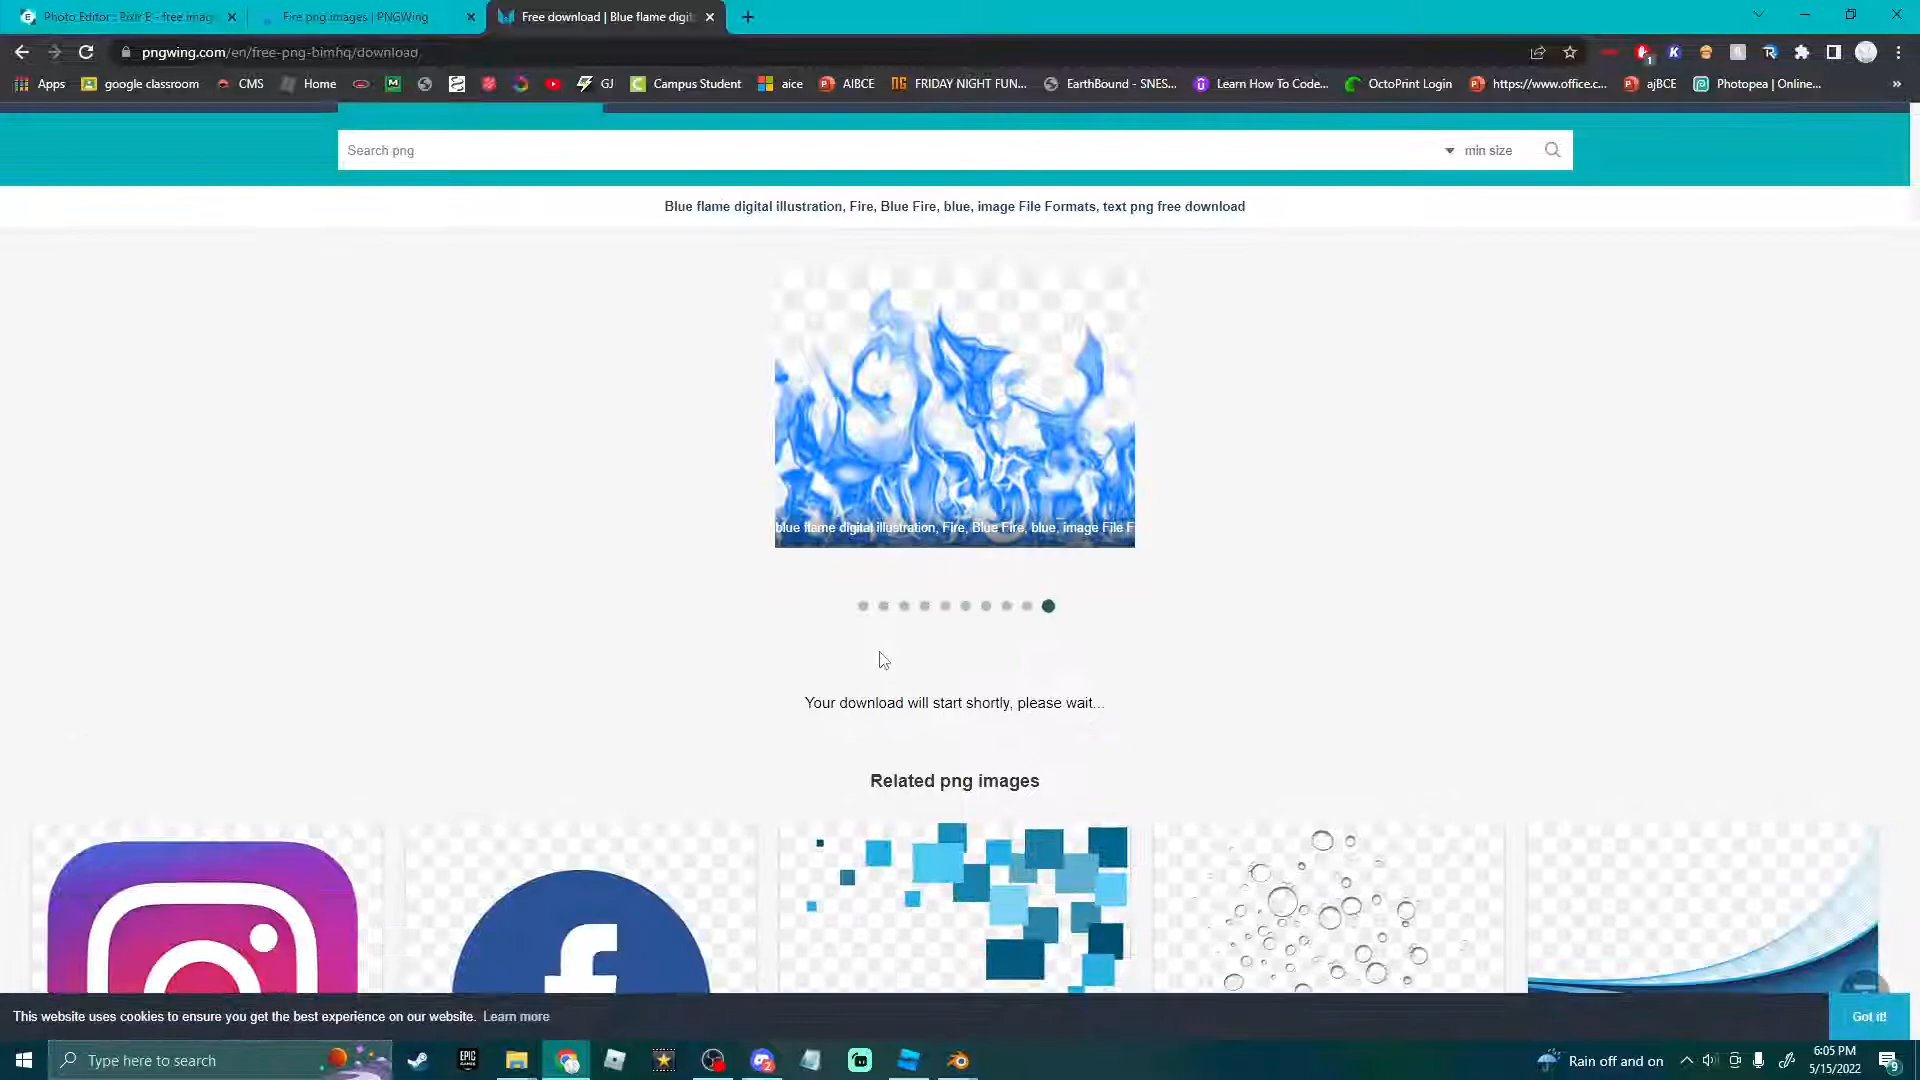 Photo Editor : Pixlr E - free imag
Fire png images | PNGWing
Free download | Blue flame digit
pngwing.com/en/free-png-bimhq/download
1
Apps
google classroom
CMS
Home
GJ
Campus Student
aice
AIBCE
FRIDAY NIGHT FUN...
EarthBound - SNES...
Learn How To Code...
OctoPrint Login
https://www.office.c...
ajBCE
Photopea | Online...
»
Search png
min size
Blue flame digital illustration, Fire, Blue Fire, blue, image File Formats, text png free download
blue flame digital illustration, Fire, Blue Fire, blue, image File F
Your download will start shortly, please wait...
Related png images
This website uses cookies to ensure you get the best experience on our website. Learn more
Got it!
Type here to search
EPIC GAMES
2
Rain off and on
6:05 PM
5/15/2022
9